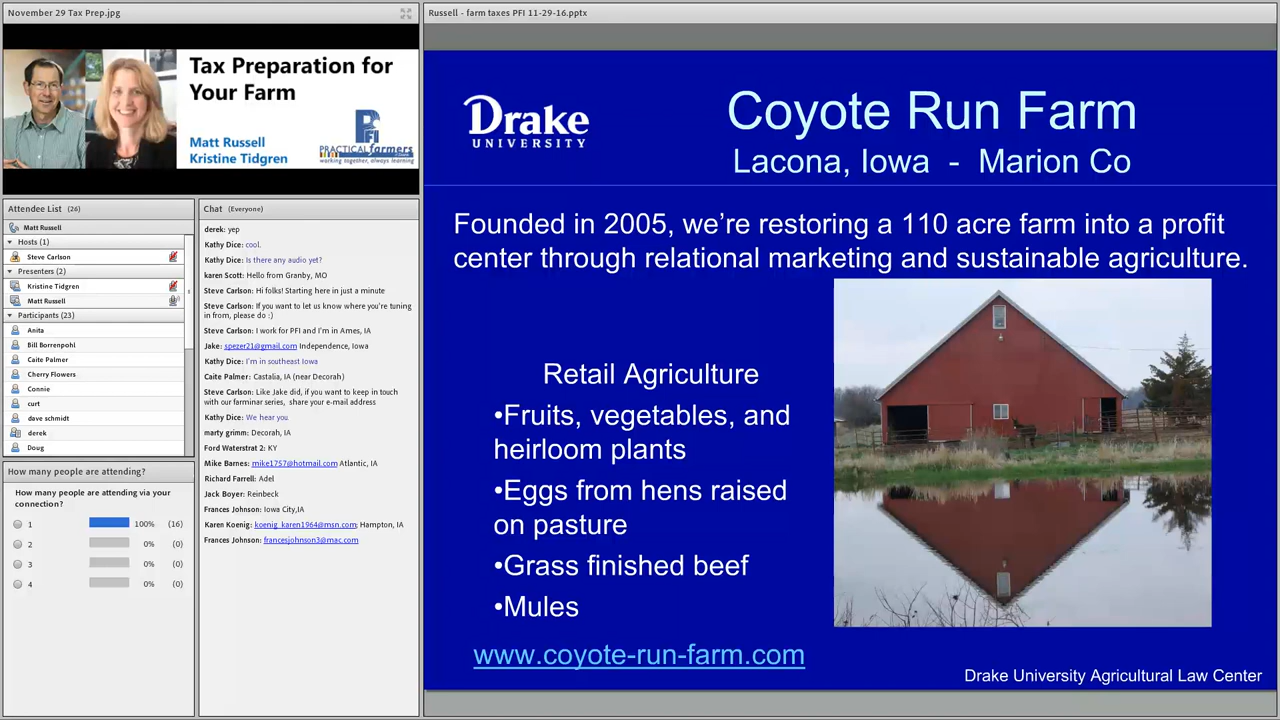 November 29 Tax Prep.jpg
Tax Preparation for
Your Farm
Matt Russell
Kristine Tidgren
PFI
PRACTICAL farmers
working together, always learning
Attendee List (26)
Matt Russell
Hosts (1)
Steve Carlson
Presenters (2)
Kristine Tidgren
Matt Russell
Participants (23)
Anita
Bill Borrenpohl
Caite Palmer
Cherry Flowers
Connie
curt
dave schmidt
derek
Doug
How many people are attending?
How many people are attending via your
connection?
1 100% (16)
2 0% (0)
3 0% (0)
4 0% (0)
Chat (Everyone)
derek: yep
Kathy Dice: cool.
Kathy Dice: Is there any audio yet?
karen Scott: Hello from Granby, MO
Steve Carlson: Hi folks! Starting here in just a minute
Steve Carlson: If you want to let us know where you're tuning
in from, please do :)
Steve Carlson: I work for PFI and I'm in Ames, IA
Jake: spezer21@gmail.com Independence, Iowa
Kathy Dice: I'm in southeast Iowa
Caite Palmer: Castalia, IA (near Decorah)
Steve Carlson: Like Jake did, if you want to keep in touch
with our farminar series, share your e-mail address
Kathy Dice: We hear you.
marty grimm: Decorah, IA
Ford Waterstrat 2: KY
Mike Barnes: mike1757@hotmail.com Atlantic, IA
Richard Farrell: Adel
Jack Boyer: Reinbeck
Frances Johnson: Iowa City,IA
Karen Koenig: koenig_karen1964@msn.com; Hampton, IA
Frances Johnson: francesjohnson3@mac.com
Russell - farm taxes PFI 11-29-16.pptx
Drake
UNIVERSITY
Coyote Run Farm
Lacona, Iowa - Marion Co
Founded in 2005, we're restoring a 110 acre farm into a profit
center through relational marketing and sustainable agriculture.
Retail Agriculture
•Fruits, vegetables, and
heirloom plants
•Eggs from hens raised
on pasture
•Grass finished beef
•Mules
www.coyote-run-farm.com
Drake University Agricultural Law Center